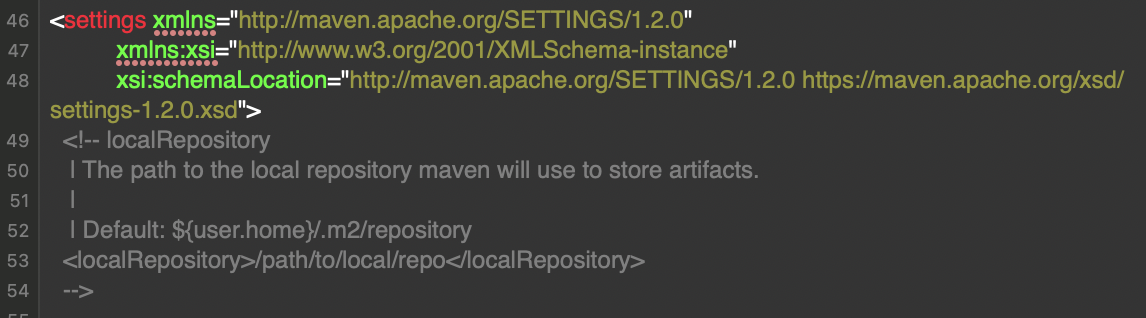 46 <settings xmlns="http://maven.apache.org/SETTINGS/1.2.0"
47 xmlns:xsi="http://www.w3.org/2001/XMLSchema-instance"
48 xsi:schemaLocation="http://maven.apache.org/SETTINGS/1.2.0 https://maven.apache.org/xsd/
settings-1.2.0.xsd">
49 <!-- localRepository
50 | The path to the local repository maven will use to store artifacts.
51 |
52 | Default: ${user.home}/.m2/repository
53 <localRepository>/path/to/local/repo</localRepository>
54 -->